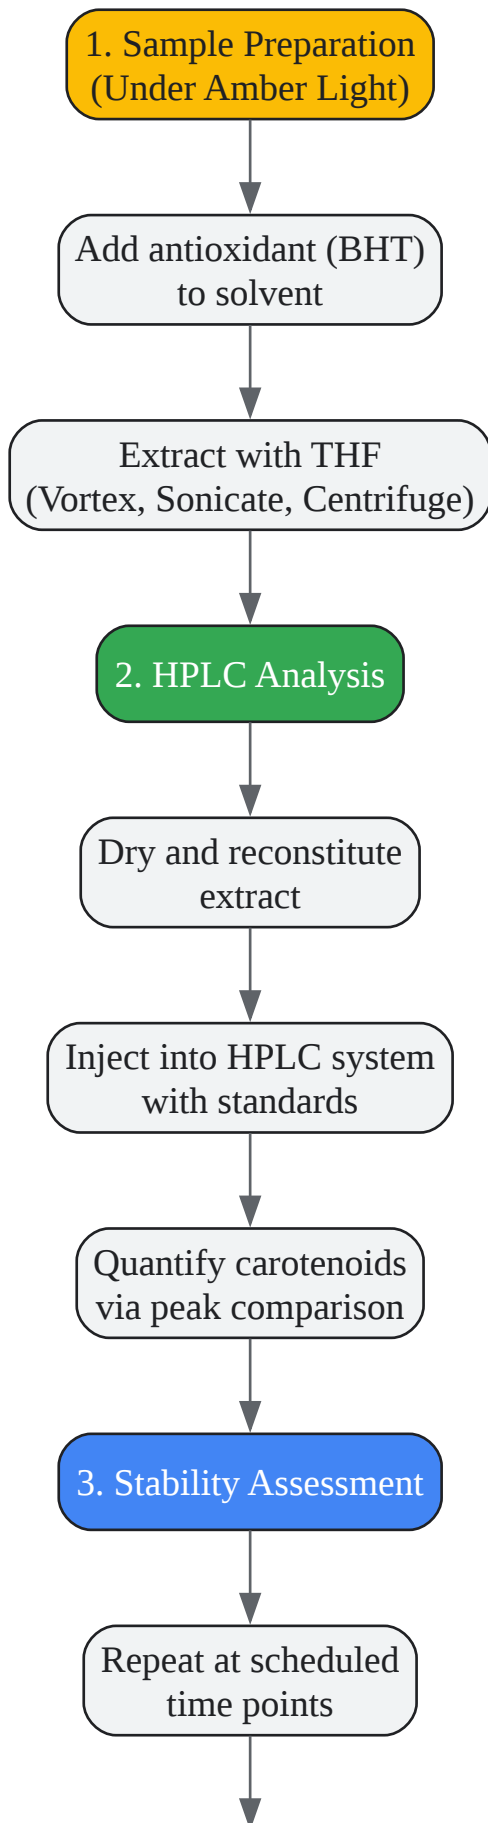 1. Sample Preparation
(Under Amber Light)
Add antioxidant (BHT)
to solvent
Extract with THF
(Vortex, Sonicate, Centrifuge)
2. HPLC Analysis
Dry and reconstitute
extract
Inject into HPLC system
with standards
Quantify carotenoids
via peak comparison
3. Stability Assessment
Repeat at scheduled
time points